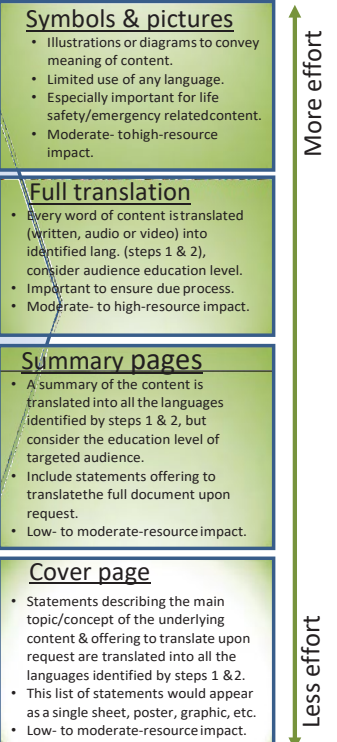 Symbols & pictures
• Illustrations or diagrams to convey
meaning of content.
• Limited use of any language.
• Especially important for life
safety/emergency relatedcontent.
• Moderate- tohigh-resource
impact.
Full translation
• Every word of content istranslated
(written, audio or video) into
identified lang. (steps 1 & 2),
consider audience education level.
• Important to ensure due process.
• Moderate- to high-resource impact.
Summary pages
• A summary of the content is
translated into all the languages
identified by steps 1 & 2, but
consider the education level of
targeted audience.
• Include statements offering to
translatethe full document upon
request.
• Low- to moderate-resource impact.
Cover page
• Statements describing the main
topic/concept of the underlying
content & offering to translate upon
request are translated into all the
languages identified by steps 1 &2.
• This list of statements would appear
as a single sheet, poster, graphic, etc.
• Low- to moderate-resource impact.
More effort
Less effort